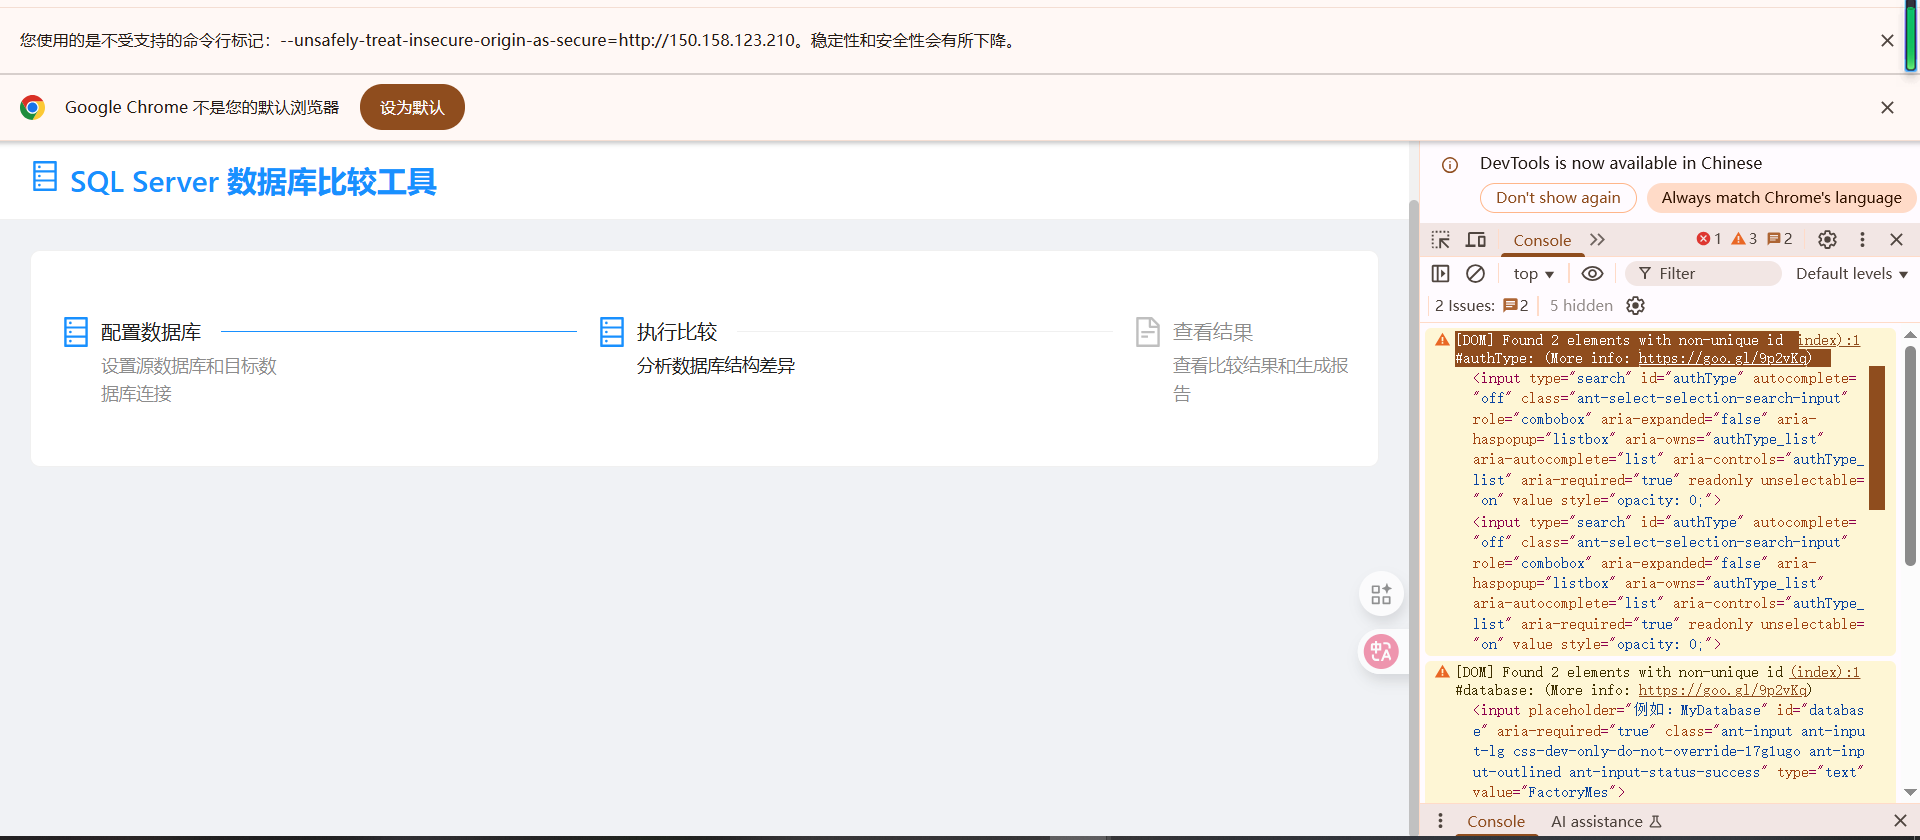 您使用的是不受支持的命令行标记：--unsafely-treat-insecure-origin-as-secure=http://150.158.123.210。稳定性和安全性会有所下降。
Google Chrome 不是您的默认浏览器
设为默认
SQL Server 数据库比较工具
配置数据库
设置源数据库和目标数
据库连接
执行比较
分析数据库结构差异
查看结果
查看比较结果和生成报
告
DevTools is now available in Chinese
Don't show again
Always match Chrome's language
Console
1
3
2
top
Filter
Default levels
2 Issues:
2
5 hidden
[DOM] Found 2 elements with non-unique id (index):1
#authType: (More info: https://goo.gl/9p2vKq)
<input type="search" id="authType" autocomplete=
"off" class="ant-select-selection-search-input"
role="combobox" aria-expanded="false" aria-
haspopup="listbox" aria-owns="authType_list"
aria-autocomplete="list" aria-controls="authType_
list" aria-required="true" readonly unselectable=
"on" value style="opacity: 0;">
<input type="search" id="authType" autocomplete=
"off" class="ant-select-selection-search-input"
role="combobox" aria-expanded="false" aria-
haspopup="listbox" aria-owns="authType_list"
aria-autocomplete="list" aria-controls="authType_
list" aria-required="true" readonly unselectable=
"on" value style="opacity: 0;">
[DOM] Found 2 elements with non-unique id (index):1
#database: (More info: https://goo.gl/9p2vKq)
<input placeholder="例如：MyDatabase" id="databas
e" aria-required="true" class="ant-input ant-inpu
t-lg css-dev-only-do-not-override-17g1ugo ant-inp
ut-outlined ant-input-status-success" type="text"
value="FactoryMes">
Console
AI assistance
中A